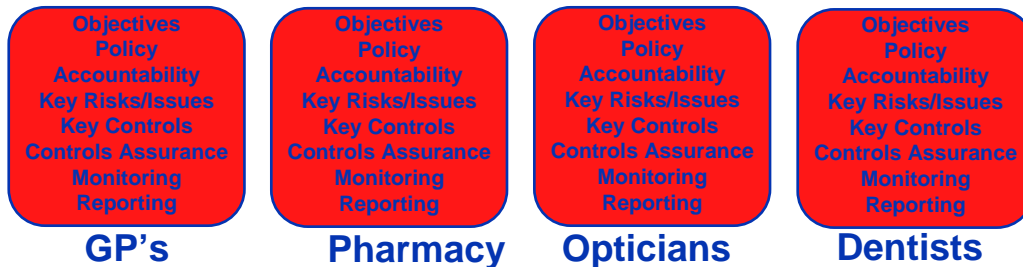 Objectives
Policy
Accountability
Key Risks/Issues
Key Controls
Controls Assurance
Monitoring
Reporting
GP's
Objectives
Policy
Accountability
Key Risks/Issues
Key Controls
Controls Assurance
Monitoring
Reporting
Pharmacy
Objectives
Policy
Accountability
Key Risks/Issues
Key Controls
Controls Assurance
Monitoring
Reporting
Opticians
Objectives
Policy
Accountability
Key Risks/Issues
Key Controls
Controls Assurance
Monitoring
Reporting
Dentists